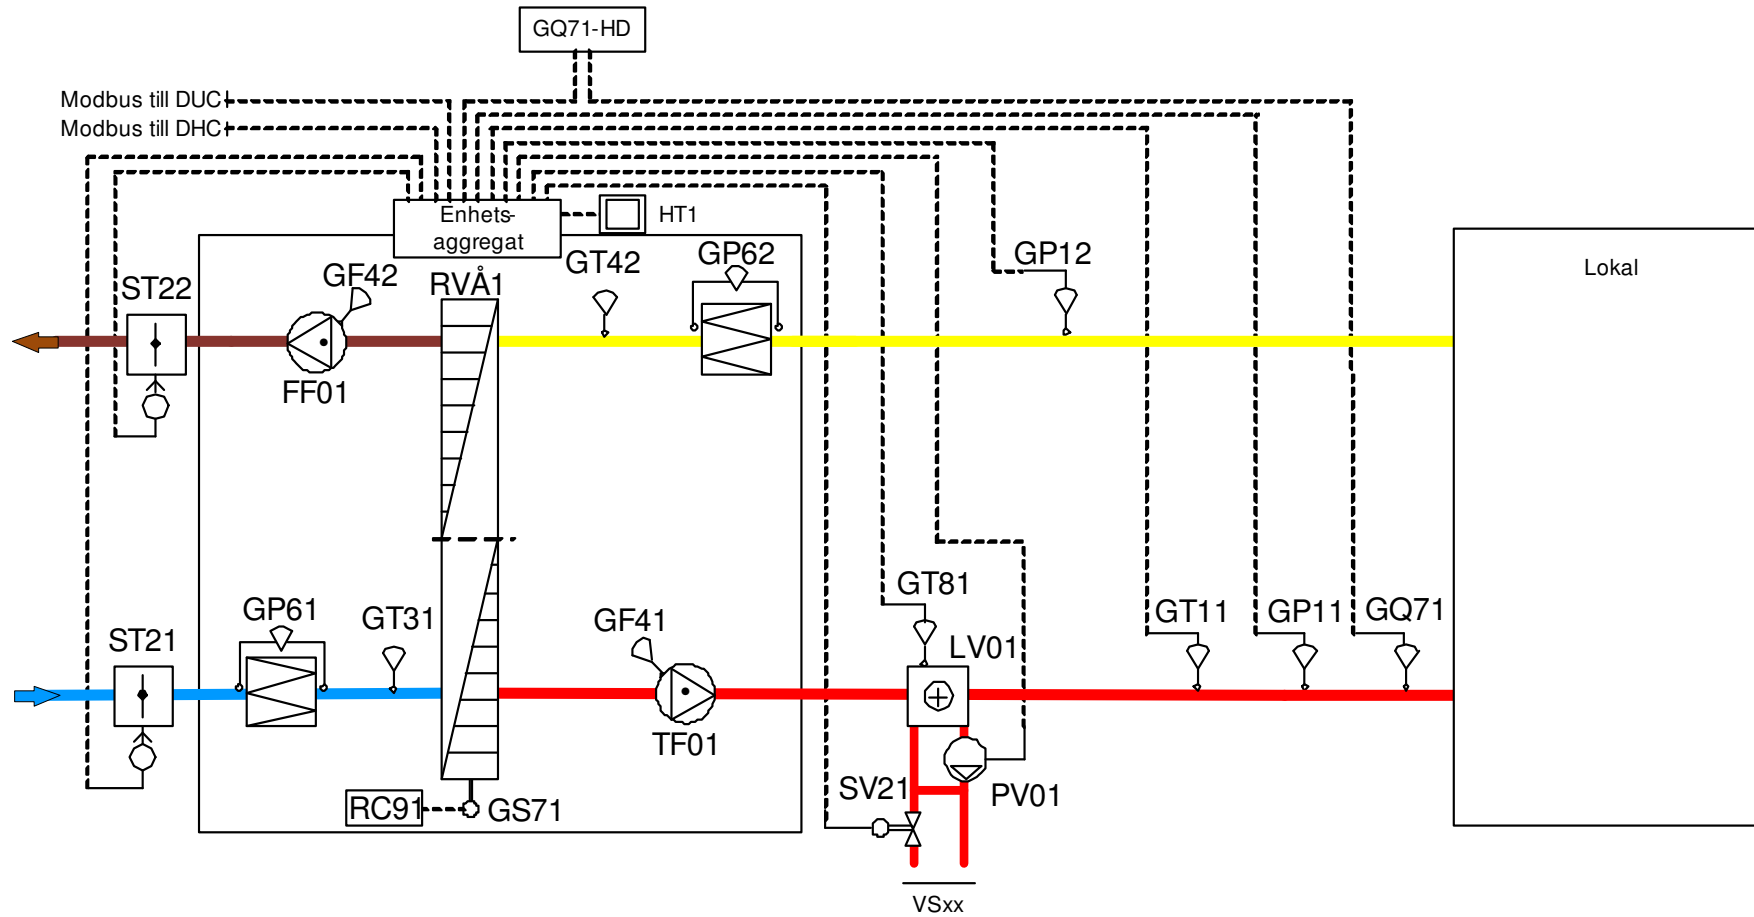 GQ71-HD
Modbus till DUC
Modbus till DHC
Enhets-
aggregat
HT1
GT42
GP62
GP12
Lokal
ST22
GF42
RVÅ1
FF01
GP61
GT31
GF41
GT81
GT11
GP11
GQ71
ST21
LV01
TF01
SV21
PV01
RC91
GS71
VSxx